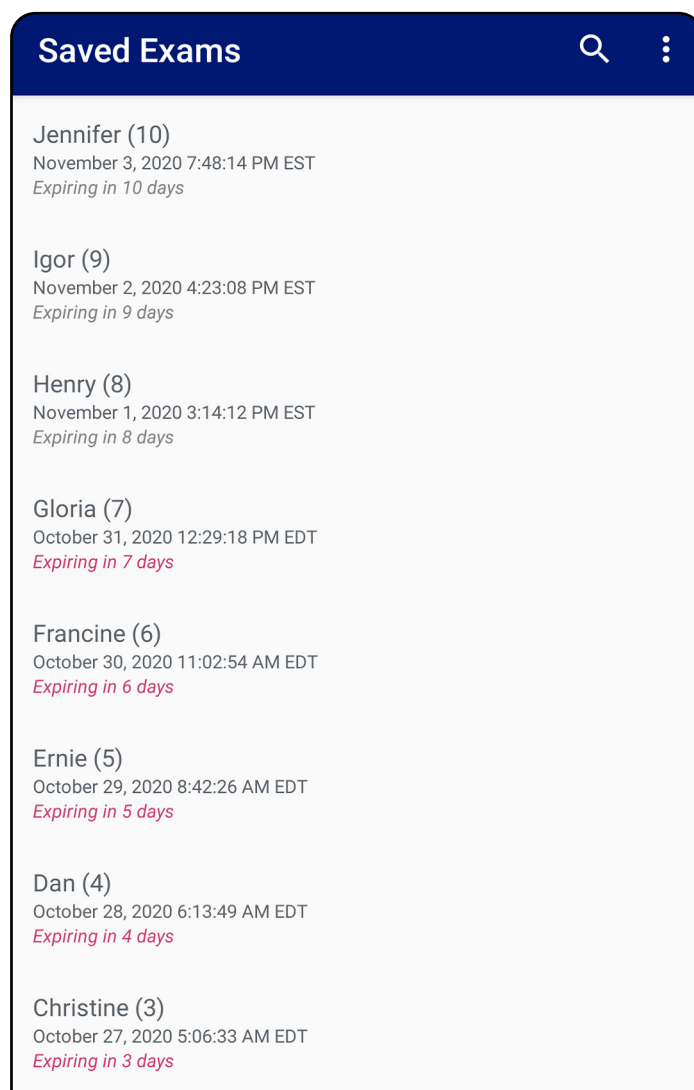 Saved Exams
Jennifer (10)
November 3, 2020 7:48:14 PM EST
Expiring in 10 days
Igor (9)
November 2, 2020 4:23:08 PM EST
Expiring in 9 days
Henry (8)
November 1, 2020 3:14:12 PM EST
Expiring in 8 days
Gloria (7)
October 31, 2020 12:29:18 PM EDT
Expiring in 7 days
Francine (6)
October 30, 2020 11:02:54 AM EDT
Expiring in 6 days
Ernie (5)
October 29, 2020 8:42:26 AM EDT
Expiring in 5 days
Dan (4)
October 28, 2020 6:13:49 AM EDT
Expiring in 4 days
Christine (3)
October 27, 2020 5:06:33 AM EDT
Expiring in 3 days